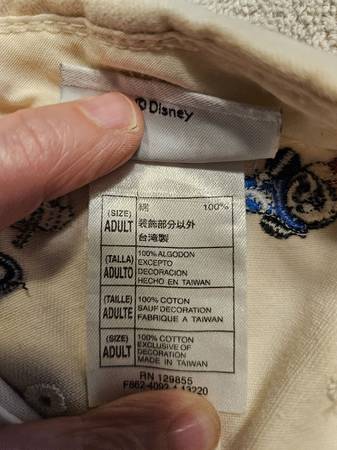 © Disney
(SIZE) ADULT
綿 100%
装飾部分以外
台湾製
(TALLA) ADULTO
100% ALGODON
EXCEPTO
DECORACION
HECHO EN TAIWAN
(TAILLE) ADULTE
100% COTON
SAUF DECORATION
FABRIQUE A TAIWAN
(SIZE) ADULT
100% COTTON
EXCLUSIVE OF
DECORATION
MADE IN TAIWAN
RN 129855